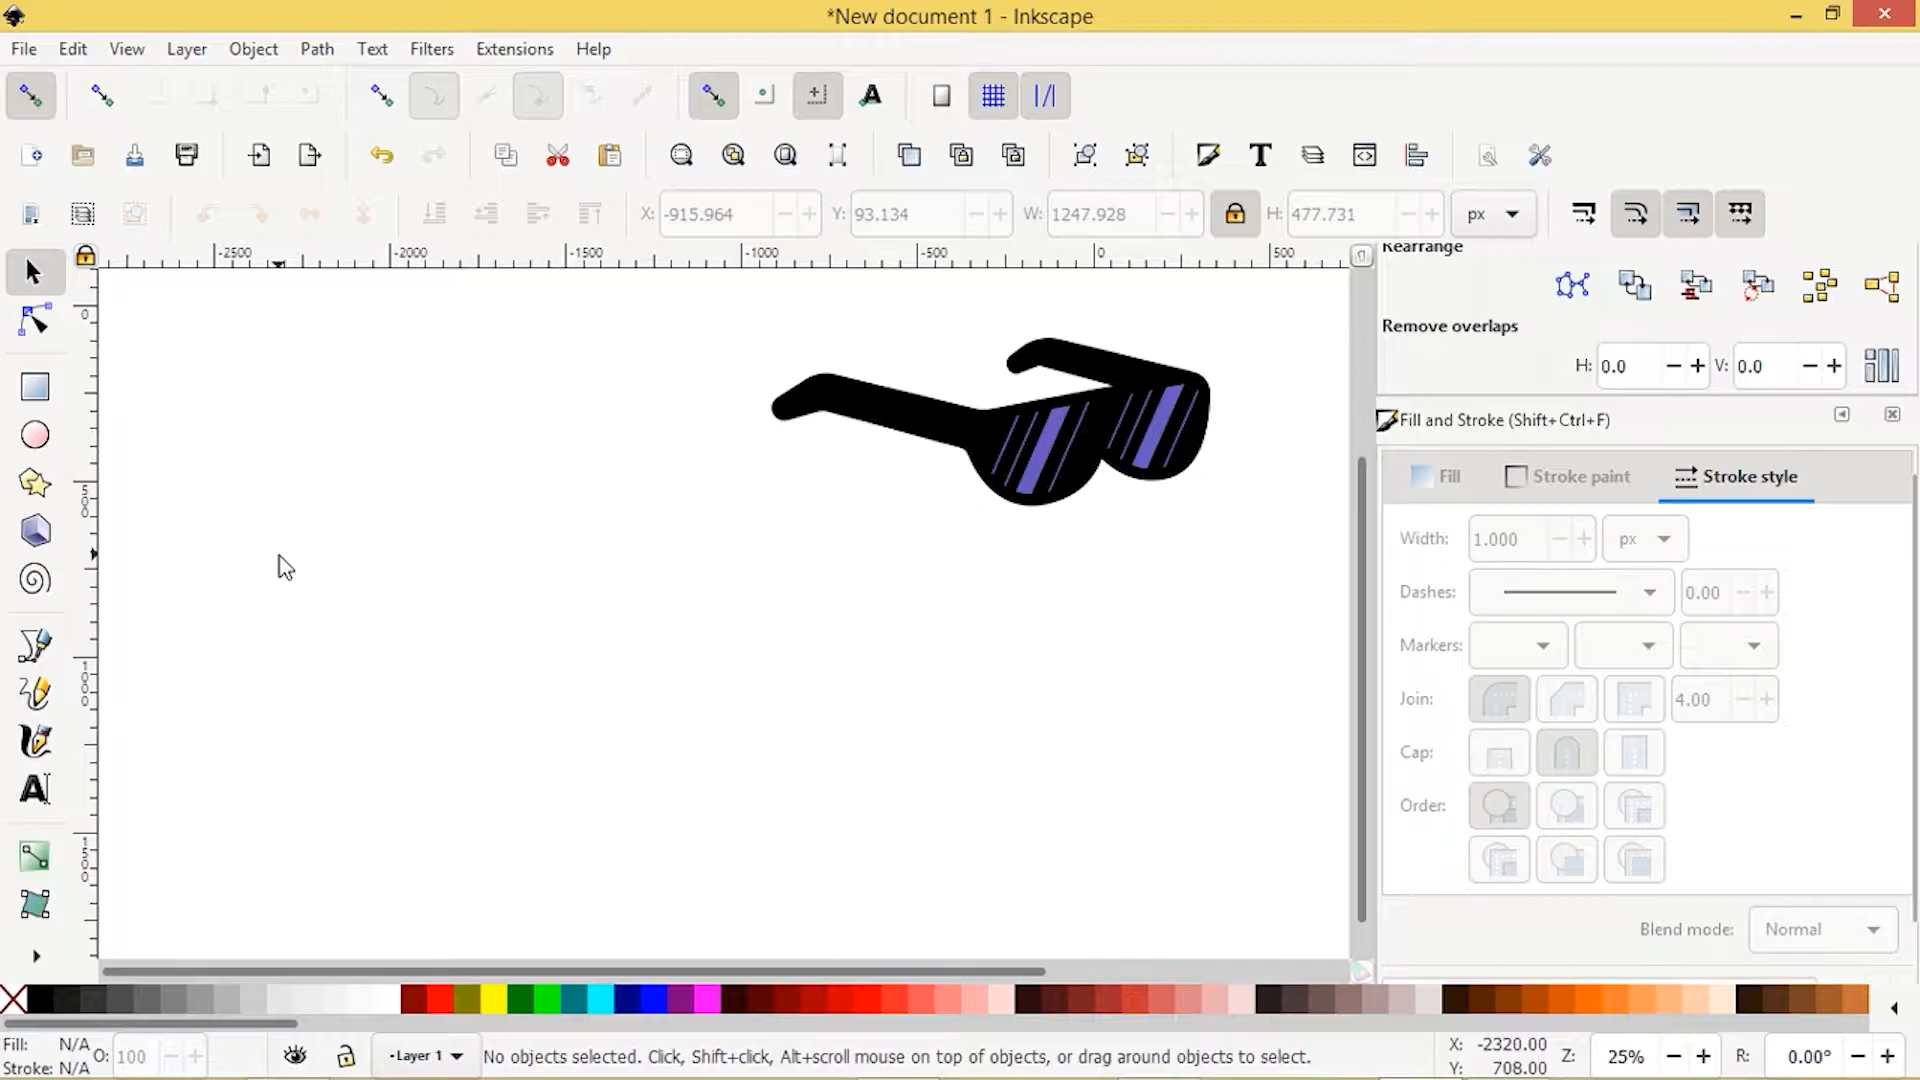 *New document 1 - Inkscape
File Edit View Layer Object Path Text Filters Extensions Help
X: -915.964 Y: 93.134 W: 1247.928 H: 477.731 px
-2500 -2000 -1500 -1000 -500 0 500
0
500
1000
1500
Rearrange
Remove overlaps
H: 0.0 V: 0.0
Fill and Stroke (Shift+Ctrl+F)
Fill Stroke paint Stroke style
Width: 1.000 px
Dashes: 0.00
Markers:
Join: 4.00
Cap:
Order:
Blend mode: Normal
Fill: N/A
Stroke: N/A
O: 100
-Layer 1
No objects selected. Click, Shift+click, Alt+scroll mouse on top of objects, or drag around objects to select.
X: -2320.00
Y: 708.00
Z: 25% R: 0.00°